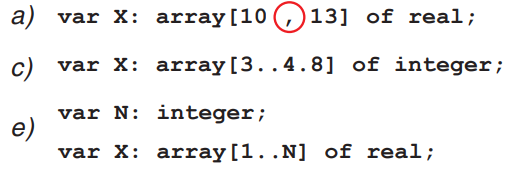 a) var X: array[10 , 13] of real;
c) var X: array[3..4.8] of integer;
e) var N: integer;
var X: array[1..N] of real;